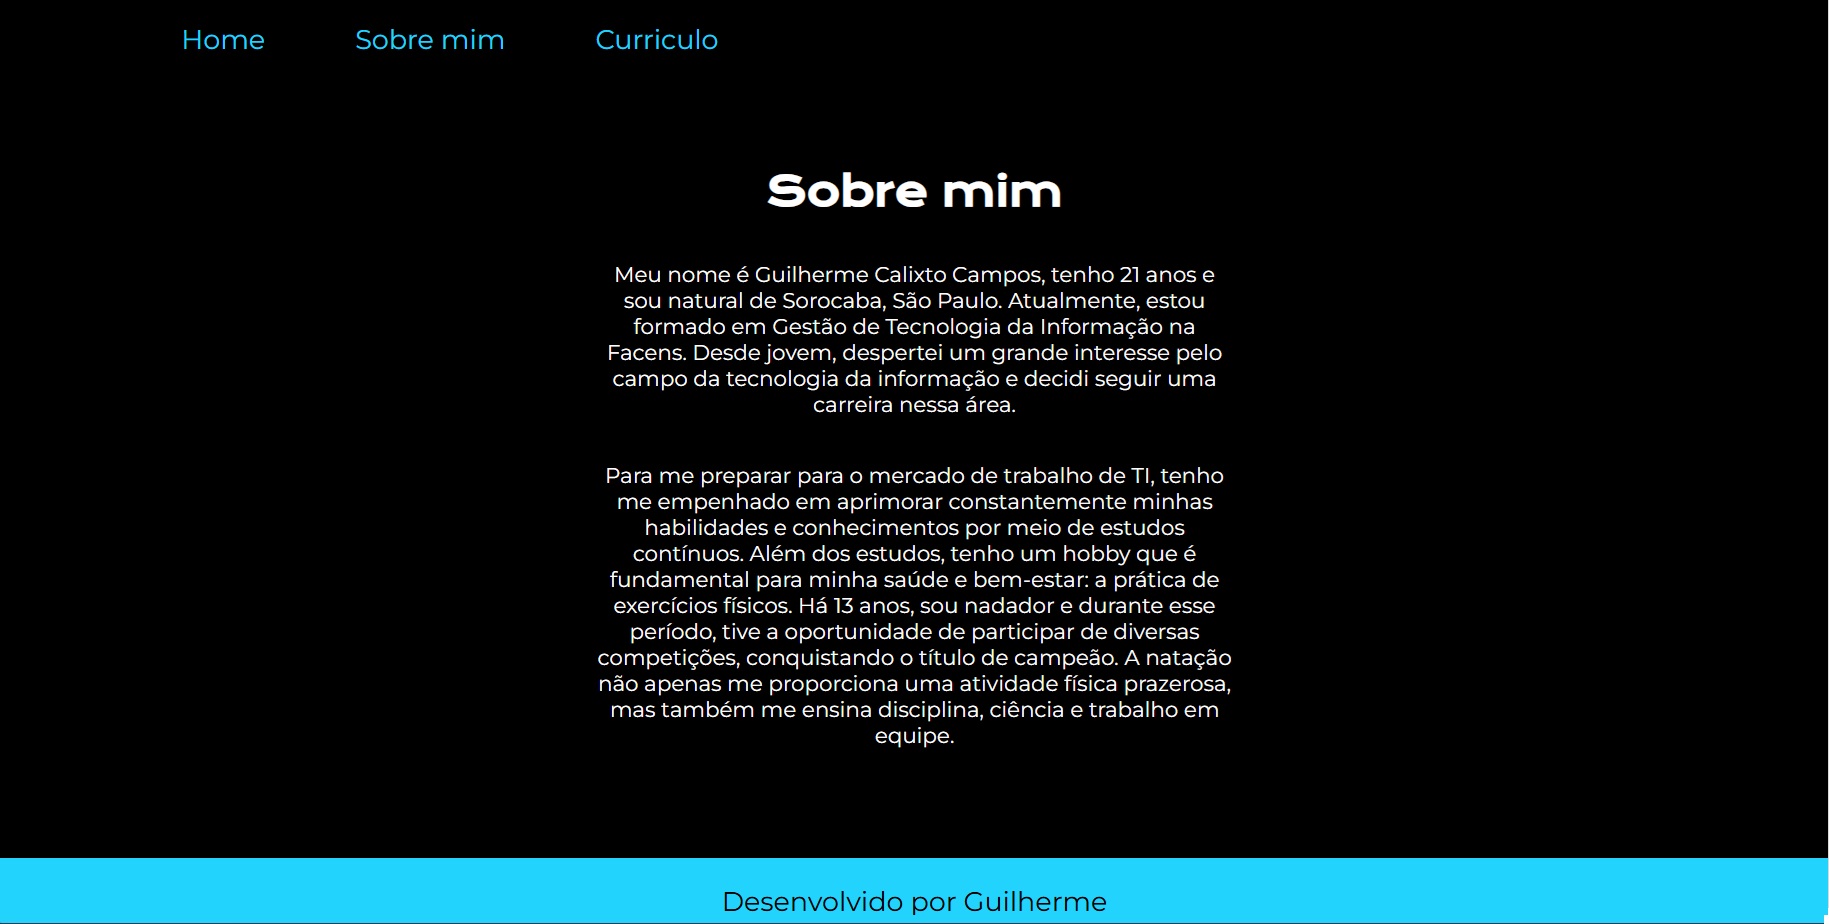 Home Sobre mim Curriculo
Sobre mim
Meu nome é Guilherme Calixto Campos, tenho 21 anos e
sou natural de Sorocaba, São Paulo. Atualmente, estou
formado em Gestão de Tecnologia da Informação na
Facens. Desde jovem, despertei um grande interesse pelo
campo da tecnologia da informação e decidi seguir uma
carreira nessa área.
Para me preparar para o mercado de trabalho de TI, tenho
me empenhado em aprimorar constantemente minhas
habilidades e conhecimentos por meio de estudos
contínuos. Além dos estudos, tenho um hobby que é
fundamental para minha saúde e bem-estar: a prática de
exercícios físicos. Há 13 anos, sou nadador e durante esse
período, tive a oportunidade de participar de diversas
competições, conquistando o título de campeão. A natação
não apenas me proporciona uma atividade física prazerosa,
mas também me ensina disciplina, ciência e trabalho em
equipe.
Desenvolvido por Guilherme